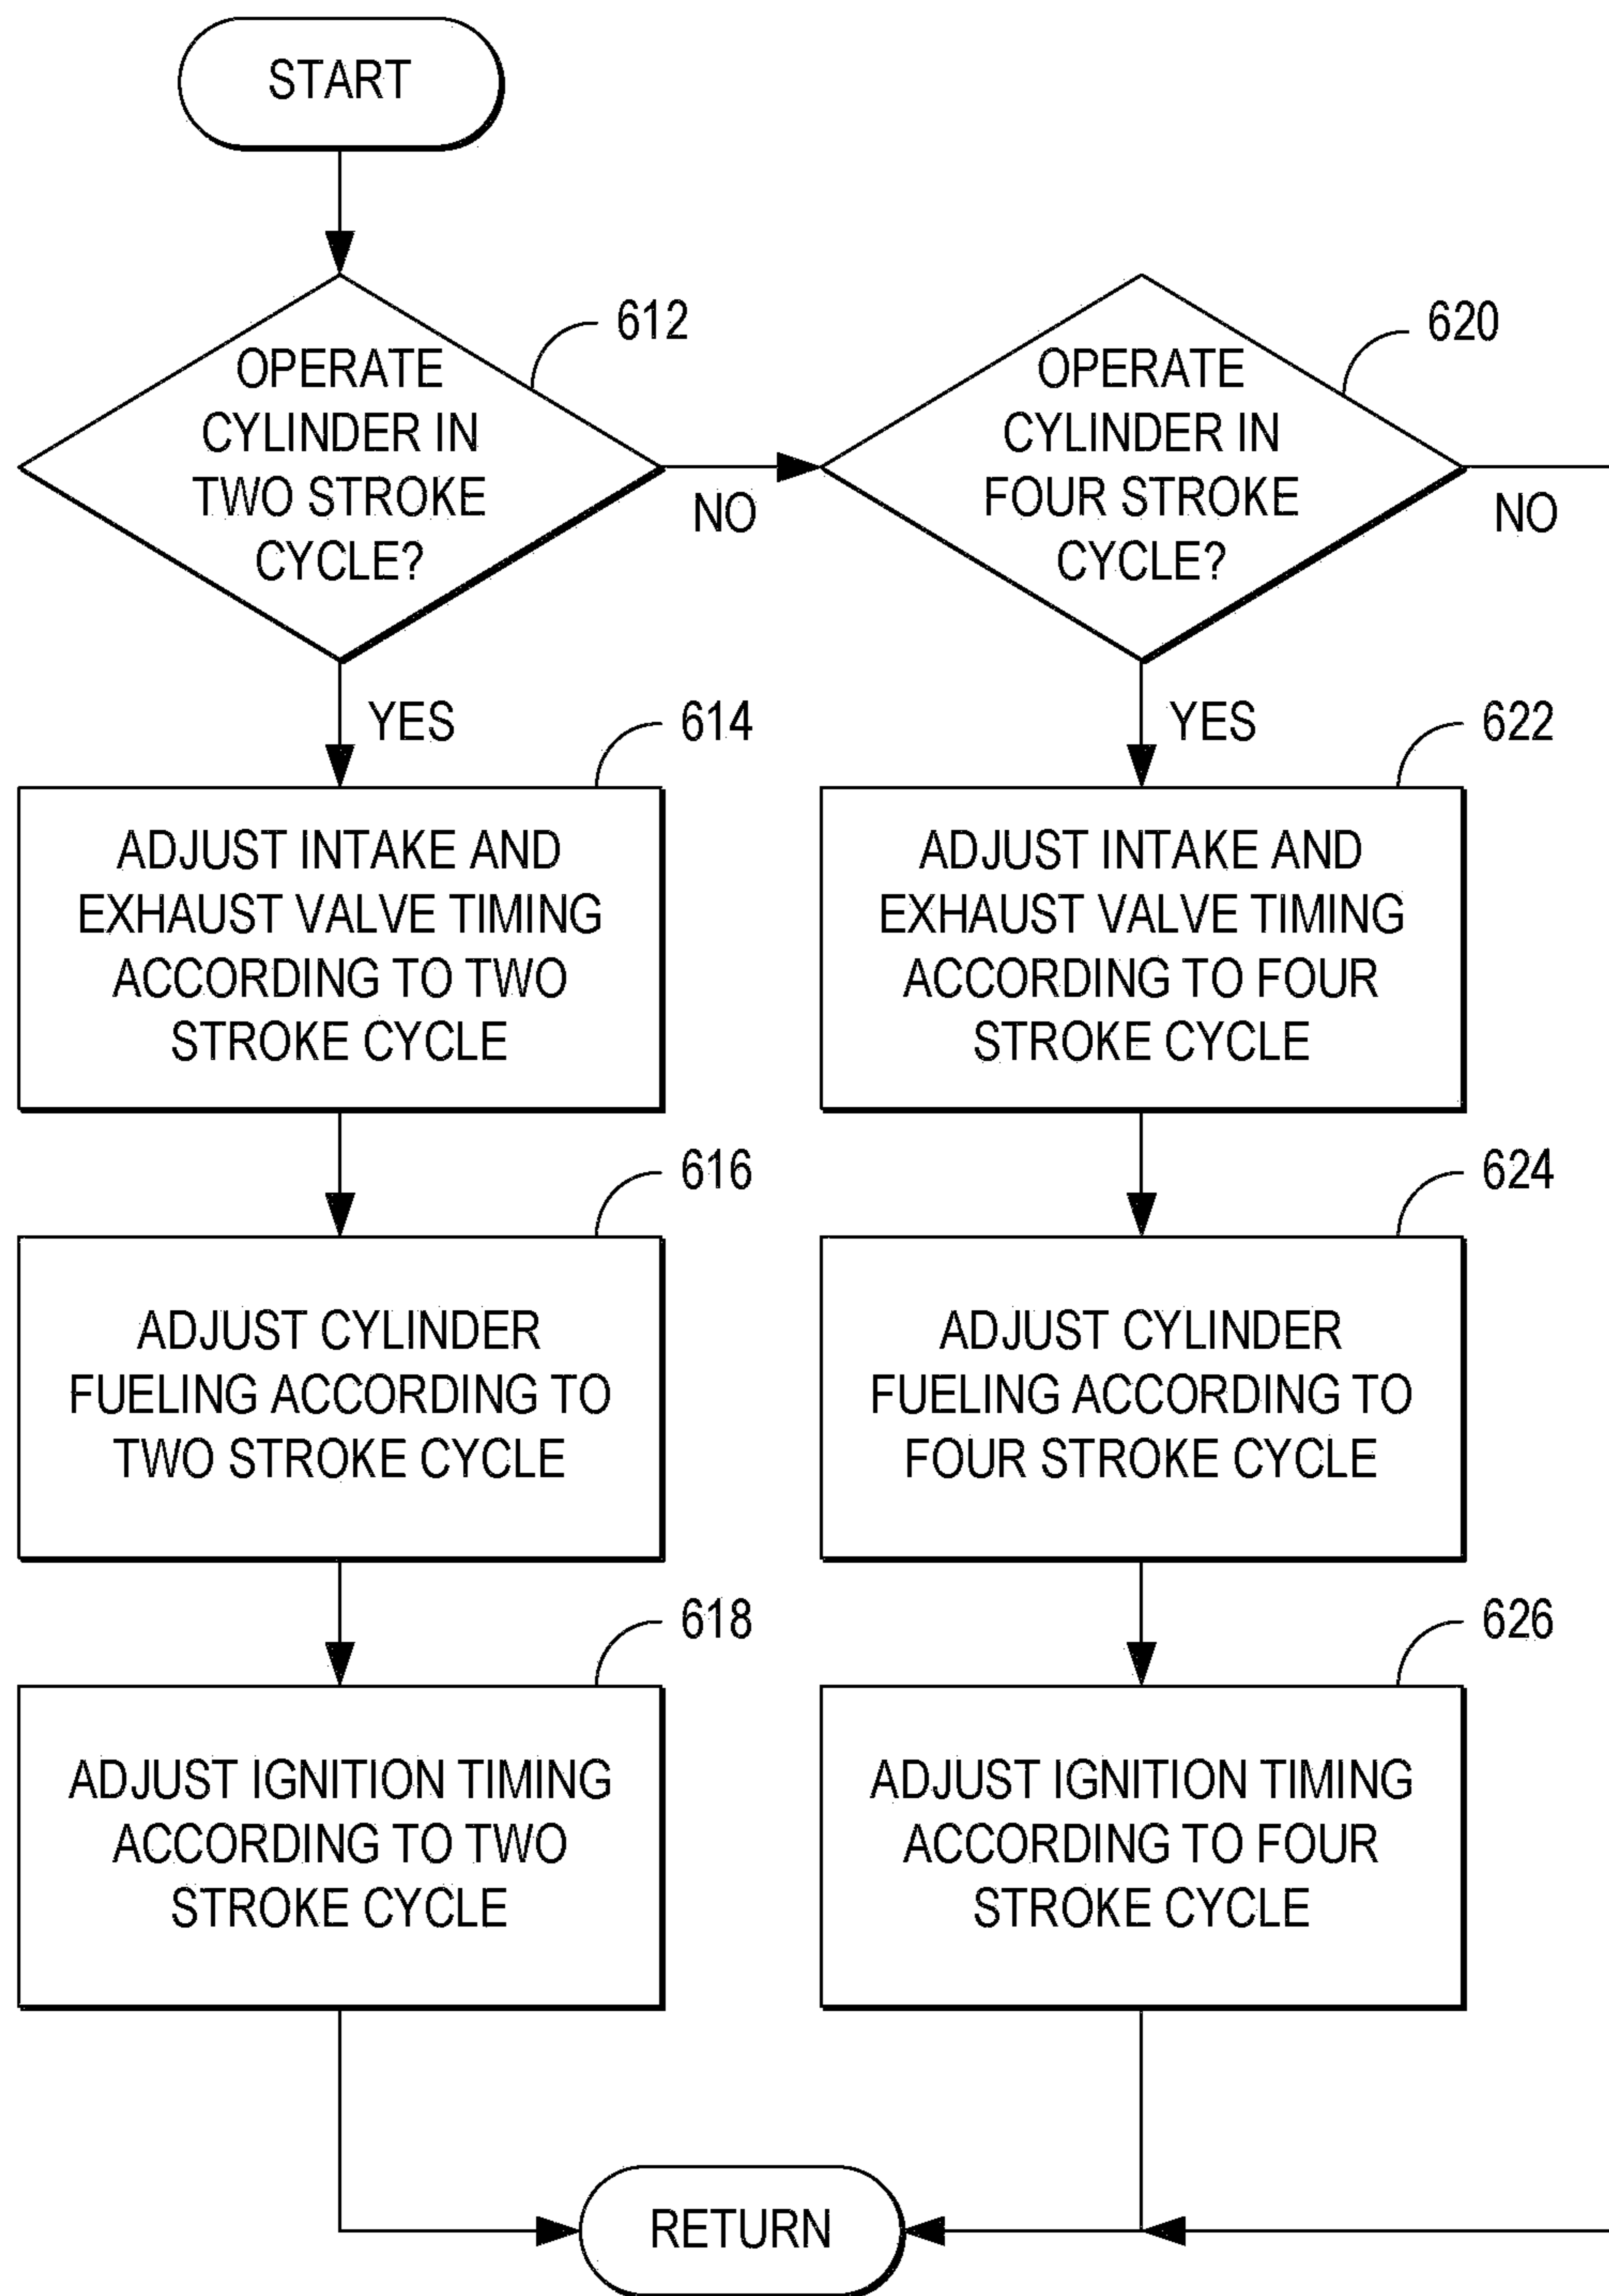 START
612
OPERATE
CYLINDER IN
TWO STROKE
CYCLE?
NO
620
OPERATE
CYLINDER IN
FOUR STROKE
CYCLE?
NO
YES
614
ADJUST INTAKE AND
EXHAUST VALVE TIMING
ACCORDING TO TWO
STROKE CYCLE
616
ADJUST CYLINDER
FUELING ACCORDING TO
TWO STROKE CYCLE
618
ADJUST IGNITION TIMING
ACCORDING TO TWO
STROKE CYCLE
YES
622
ADJUST INTAKE AND
EXHAUST VALVE TIMING
ACCORDING TO FOUR
STROKE CYCLE
624
ADJUST CYLINDER
FUELING ACCORDING TO
FOUR STROKE CYCLE
626
ADJUST IGNITION TIMING
ACCORDING TO FOUR
STROKE CYCLE
RETURN